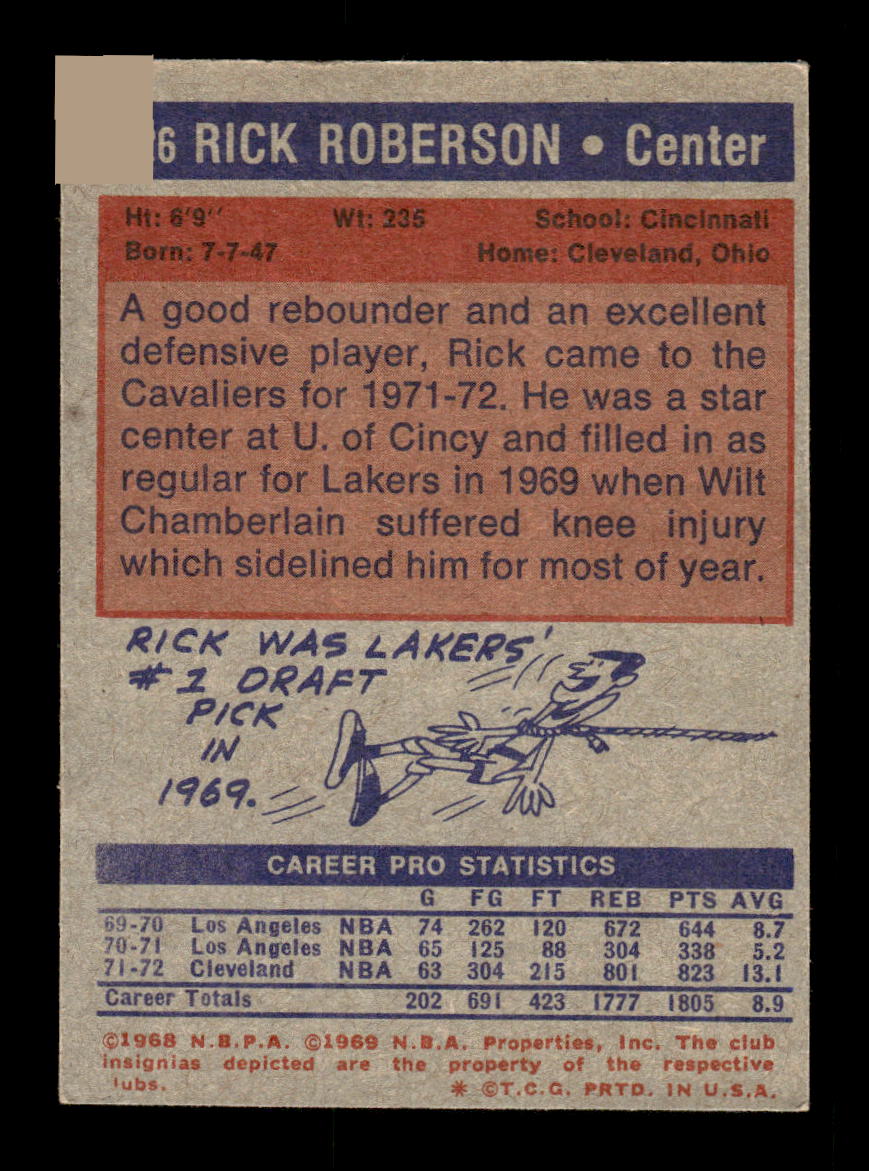 26 RICK ROBERSON • Center
Ht: 6'9'' Wt: 235 School: Cincinnati
Born: 7-7-47 Home: Cleveland, Ohio
A good rebounder and an excellent
defensive player, Rick came to the
Cavaliers for 1971-72. He was a star
center at U. of Cincy and filled in as
regular for Lakers in 1969 when Wilt
Chamberlain suffered knee injury
which sidelined him for most of year.
RICK WAS LAKERS'
#1 DRAFT
PICK
IN
1969.
CAREER PRO STATISTICS
G FG FT REB PTS AVG
69-70 Los Angeles NBA 74 262 120 672 644 8.7
70-71 Los Angeles NBA 65 125 88 304 338 5.2
71-72 Cleveland NBA 63 304 215 801 823 13.1
Career Totals 202 691 423 1777 1805 8.9
©1968 N.B.P.A. ©1969 N.B.A. Properties, Inc. The club
insignias depicted are the property of the respective
lubs. * ©T.C.G. PRTD. IN U.S.A.